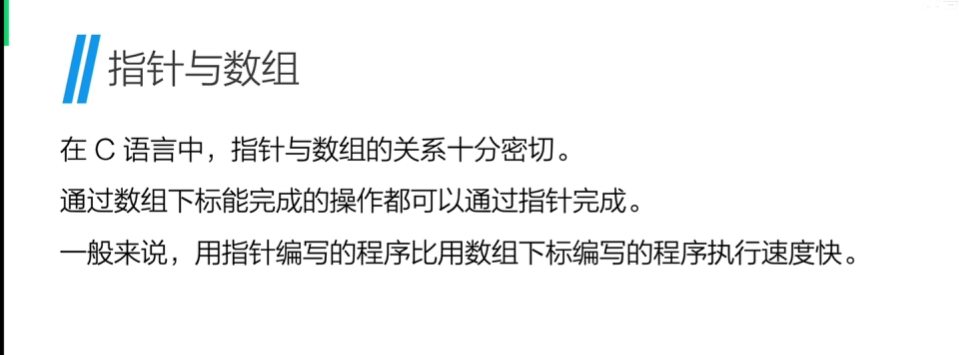 指针与数组
在 C 语言中，指针与数组的关系十分密切。
通过数组下标能完成的操作都可以通过指针完成。
一般来说，用指针编写的程序比用数组下标编写的程序执行速度快。